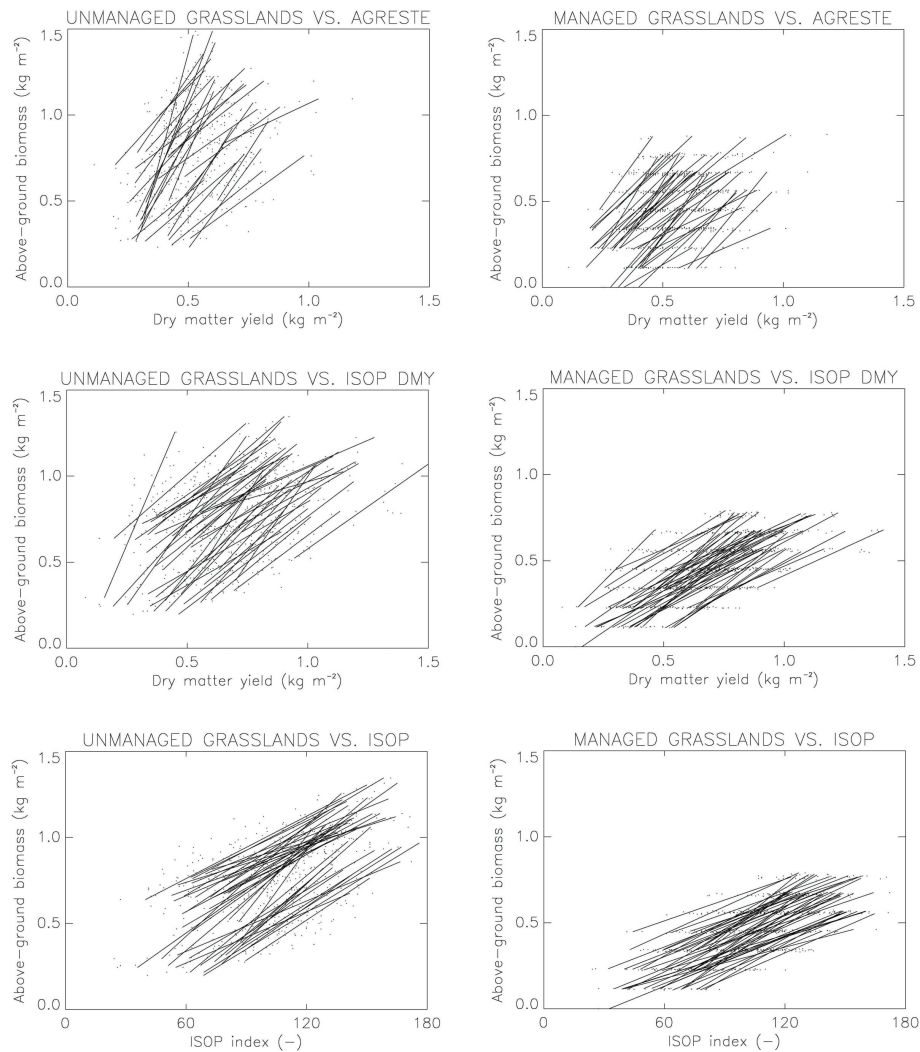 UNMANAGED GRASSLANDS VS. AGRESTE
Above-ground biomass (kg m⁻²)
1.5
1.0
0.5
0.0
0.0 0.5 1.0 1.5
Dry matter yield (kg m⁻²)
MANAGED GRASSLANDS VS. AGRESTE
Above-ground biomass (kg m⁻²)
1.5
1.0
0.5
0.0
0.0 0.5 1.0 1.5
Dry matter yield (kg m⁻²)
UNMANAGED GRASSLANDS VS. ISOP DMY
Above-ground biomass (kg m⁻²)
1.5
1.0
0.5
0.0
0.0 0.5 1.0 1.5
Dry matter yield (kg m⁻²)
MANAGED GRASSLANDS VS. ISOP DMY
Above-ground biomass (kg m⁻²)
1.5
1.0
0.5
0.0
0.0 0.5 1.0 1.5
Dry matter yield (kg m⁻²)
UNMANAGED GRASSLANDS VS. ISOP
Above-ground biomass (kg m⁻²)
1.5
1.0
0.5
0.0
0 60 120 180
ISOP index (-)
MANAGED GRASSLANDS VS. ISOP
Above-ground biomass (kg m⁻²)
1.5
1.0
0.5
0.0
0 60 120 180
ISOP index (-)